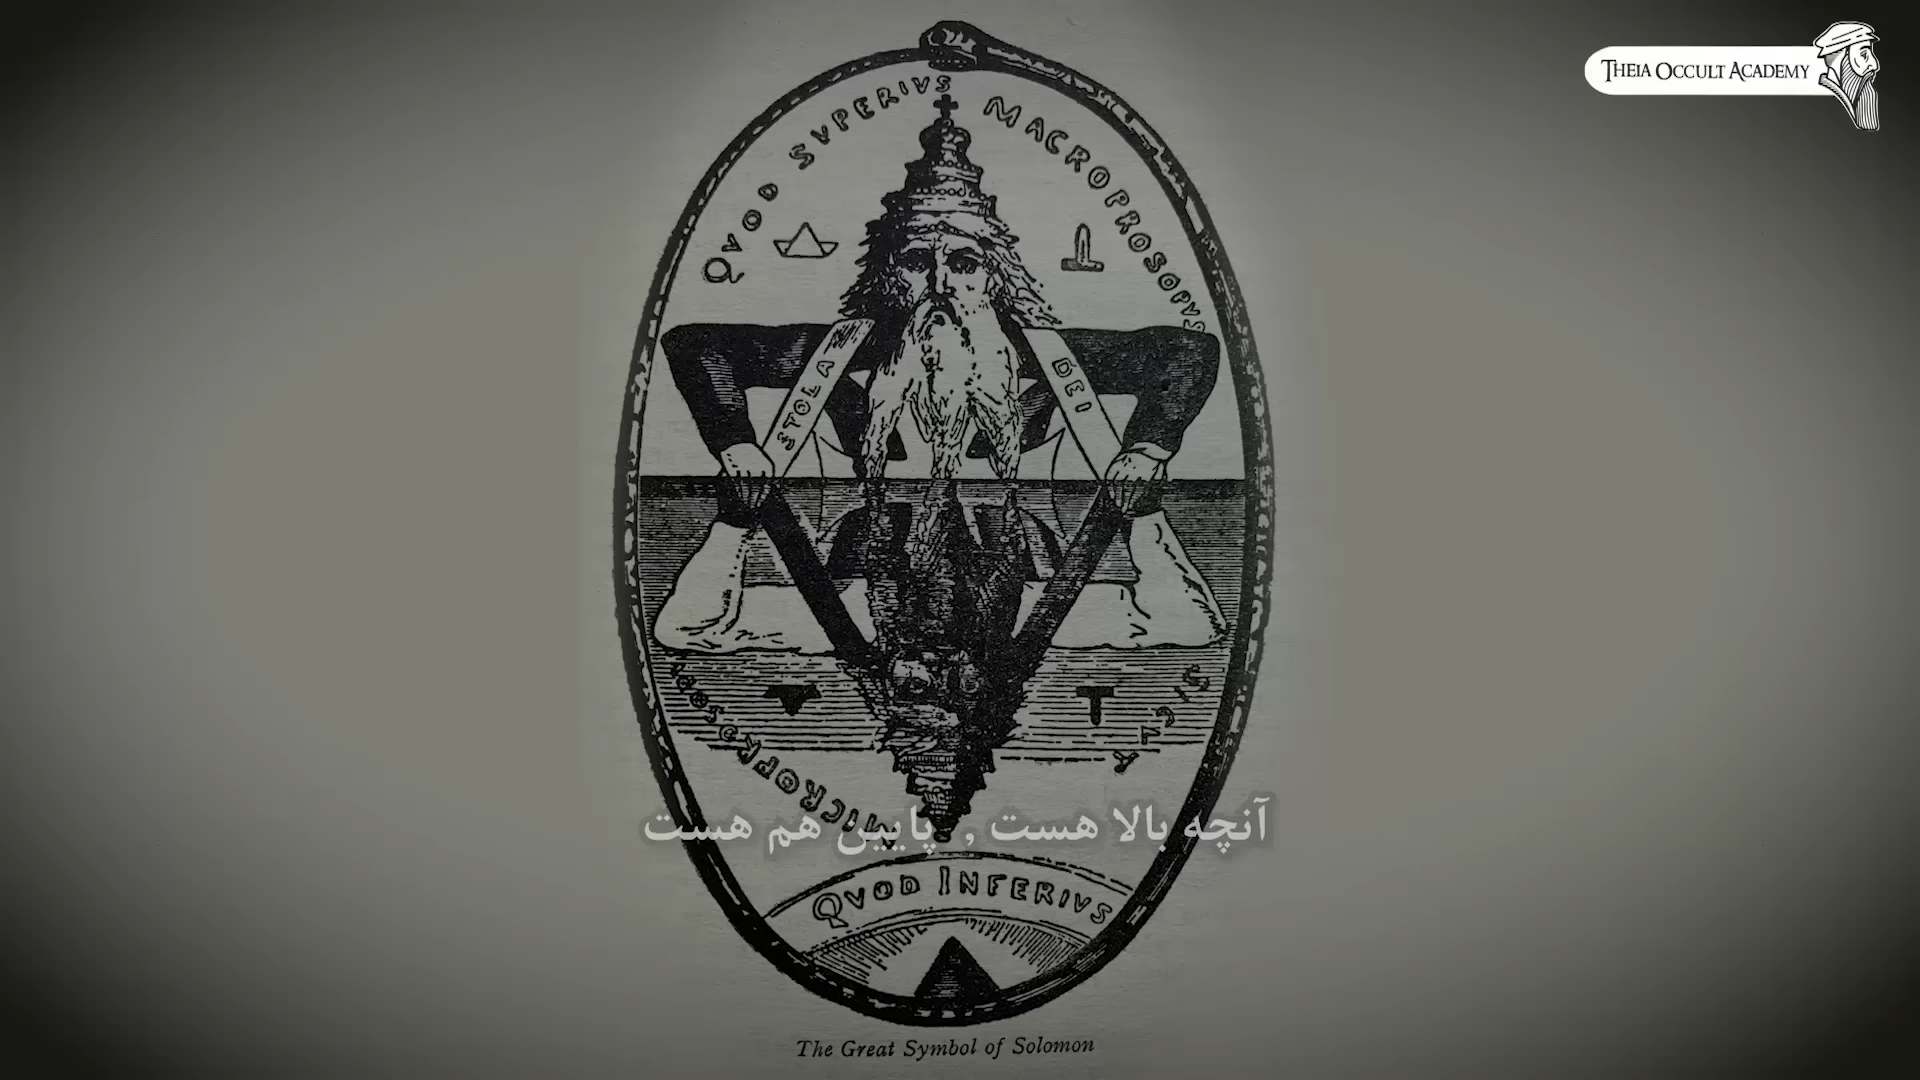 THEIA OCCULT ACADEMY
QVOD SVPERIVS
MACROPROSOPVS
STOLA
DEI
MICROPROSOPVS
آنچه بالا هست , پایین هم هست
QVOD INFERIVS
The Great Symbol of Solomon